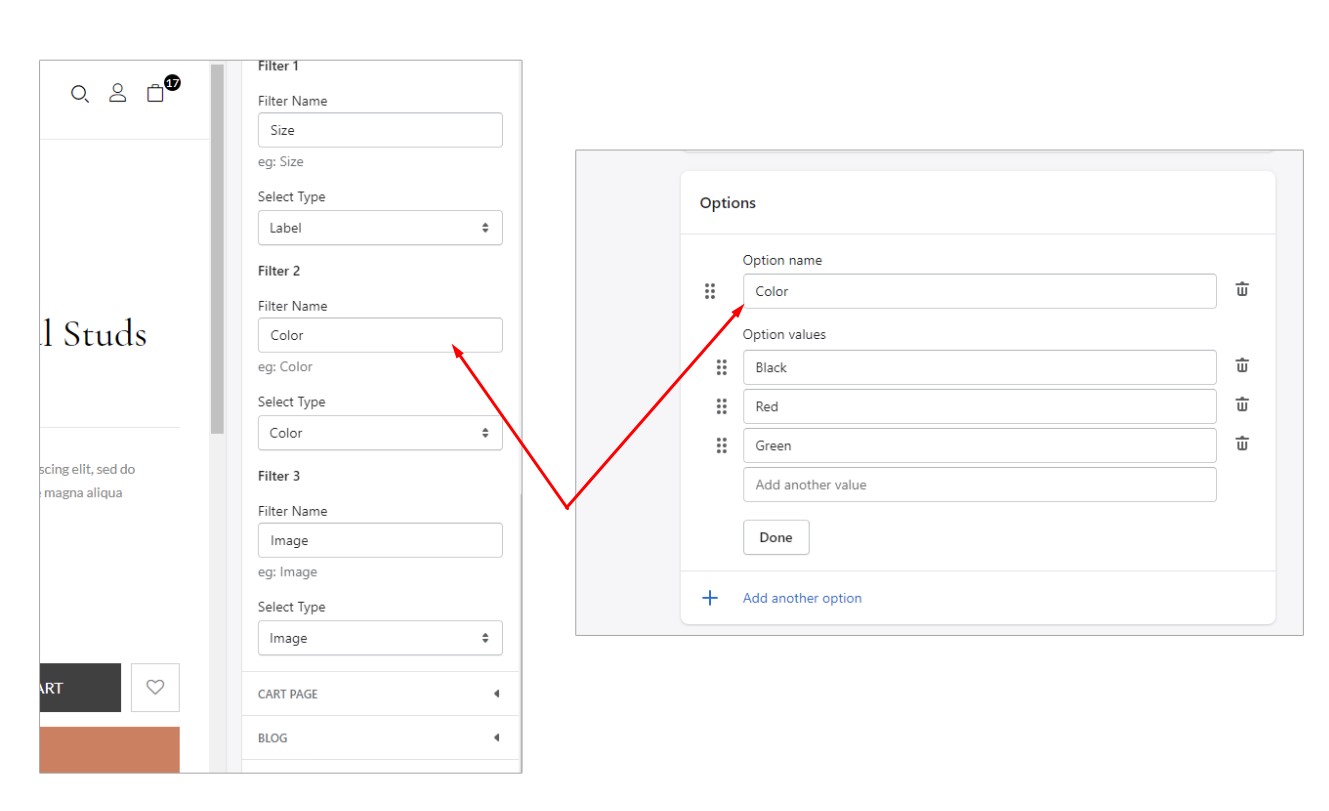 17
l Studs
scing elit, sed do
magna aliqua
ART
Filter 1
Filter Name
Size
eg: Size
Select Type
Label
Filter 2
Filter Name
Color
eg: Color
Select Type
Color
Filter 3
Filter Name
Image
eg: Image
Select Type
Image
CART PAGE
BLOG
Options
Option name
Color
Option values
Black
Red
Green
Add another value
Done
Add another option